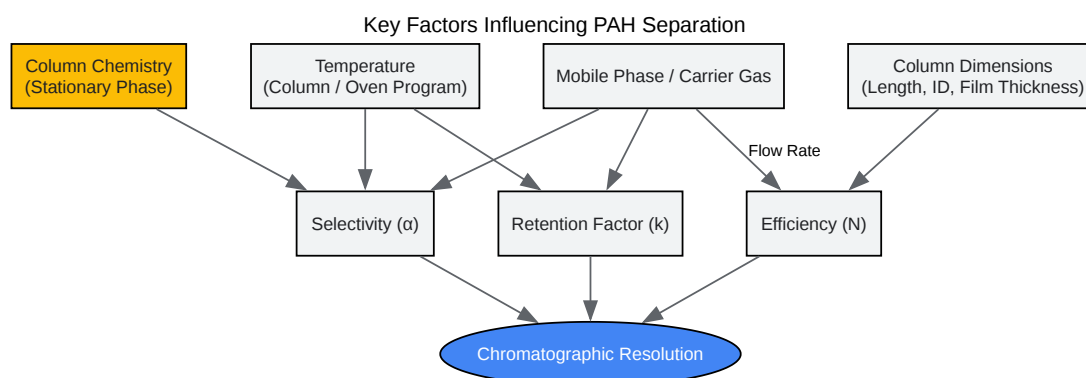 Key Factors Influencing PAH Separation
Column Chemistry
(Stationary Phase)
Temperature
(Column / Oven Program)
Mobile Phase / Carrier Gas
Column Dimensions
(Length, ID, Film Thickness)
Flow Rate
Selectivity (α)
Retention Factor (k)
Efficiency (N)
Chromatographic Resolution